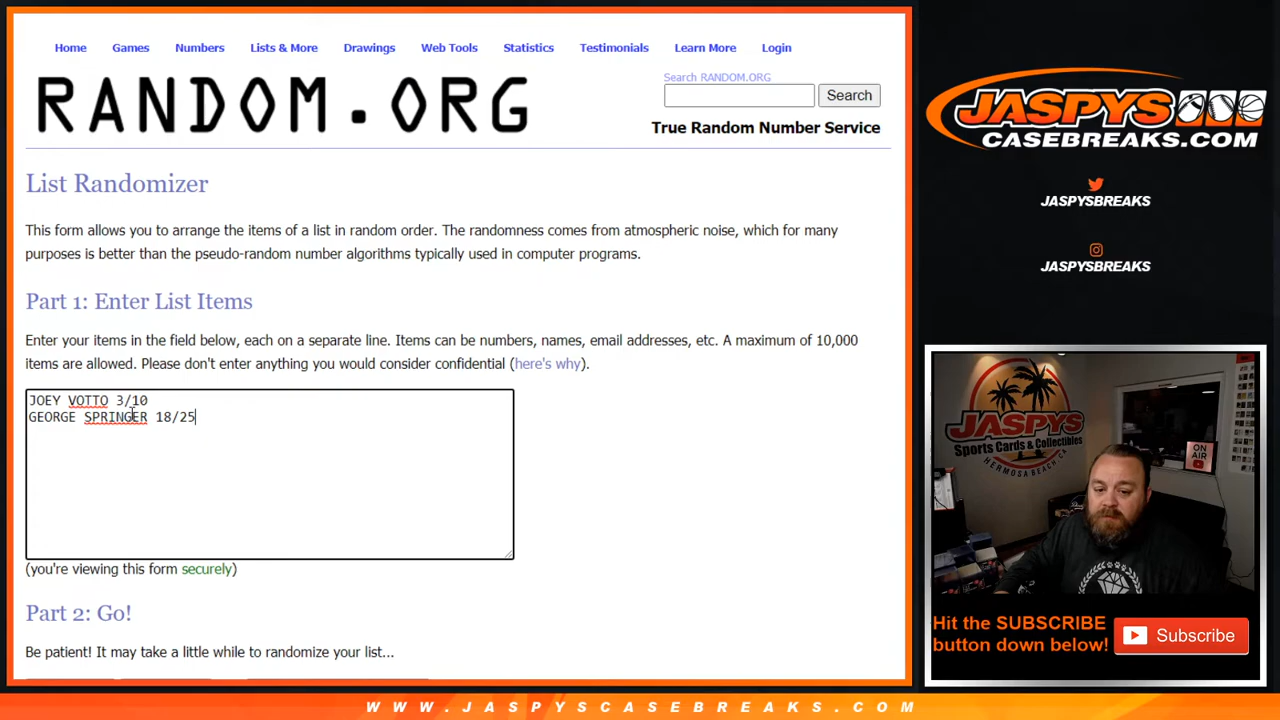 Home Games Numbers Lists & More Drawings Web Tools Statistics Testimonials Learn More Login
RANDOM.ORG
Search RANDOM.ORG
Search
True Random Number Service
List Randomizer
This form allows you to arrange the items of a list in random order. The randomness comes from atmospheric noise, which for many
purposes is better than the pseudo-random number algorithms typically used in computer programs.
Part 1: Enter List Items
Enter your items in the field below, each on a separate line. Items can be numbers, names, email addresses, etc. A maximum of 10,000
items are allowed. Please don't enter anything you would consider confidential (here's why).
JOEY VOTTO 3/10
GEORGE SPRINGER 18/25
(you're viewing this form securely)
Part 2: Go!
Be patient! It may take a little while to randomize your list...
JASPYS
CASEBREAKS.COM
JASPYSBREAKS
JASPYSBREAKS
JASPYS
Sports Cards & Collectibles
HERMOSA BEACH, CA
ON
AIR
Hit the SUBSCRIBE
button down below!
Subscribe
WWW.JASPYSCASEBREAKS.COM